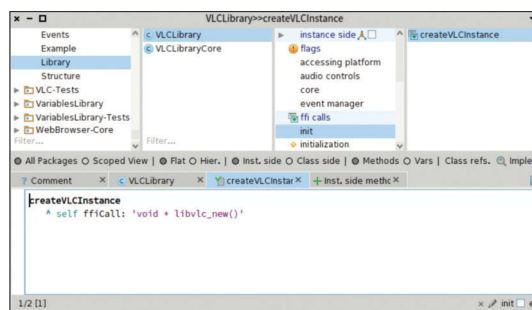 VLCLibrary>>createVLCInstance
Events
Example
Library
Structure
VLC-Tests
VariablesLibrary
VariablesLibrary-Tests
WebBrowser-Core
Filter...
VLCLibrary
VLCLibraryCore
Filter...
instance side
flags
accessing platform
audio controls
core
event manager
ffi calls
init
initialization
createVLCInstance
All Packages Scoped View | Flat Hier. | Inst. side Class side | Methods Vars | Class refs. Imple
? Comment × VLCLibrary × createVLCInstar × + Inst. side methc ×
createVLCInstance
^ self ffiCall: 'void * libvlc_new()'
1/2 [1] × init